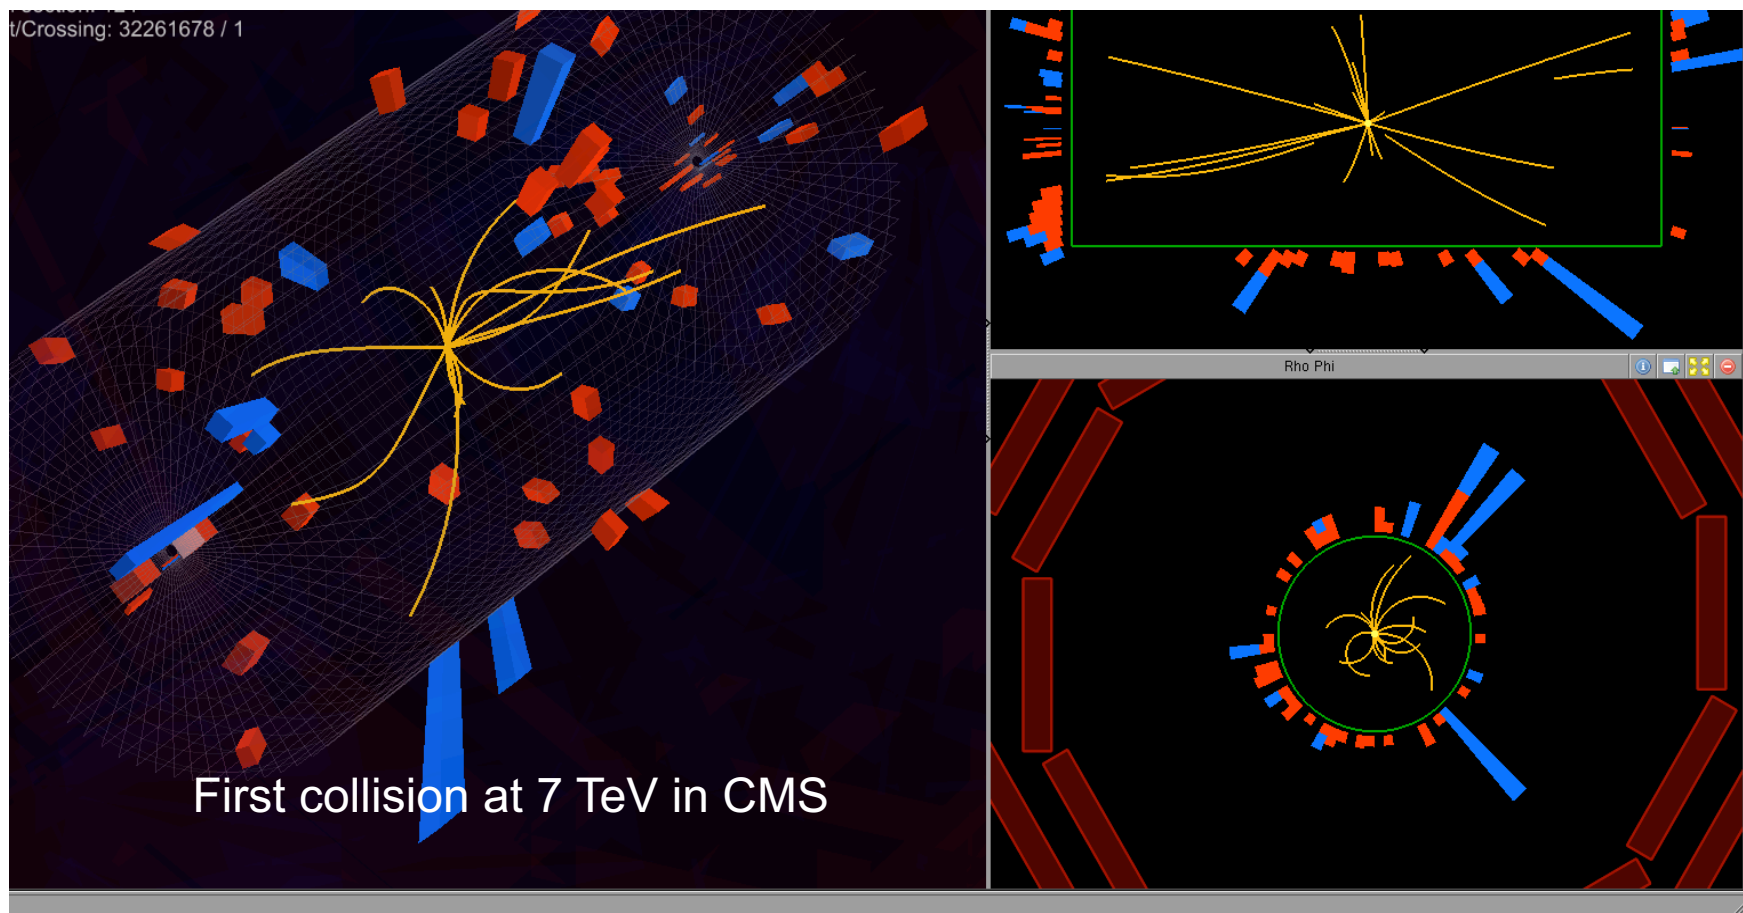 t/Crossing: 32261678 / 1
Rho Phi
First collision at 7 TeV in CMS